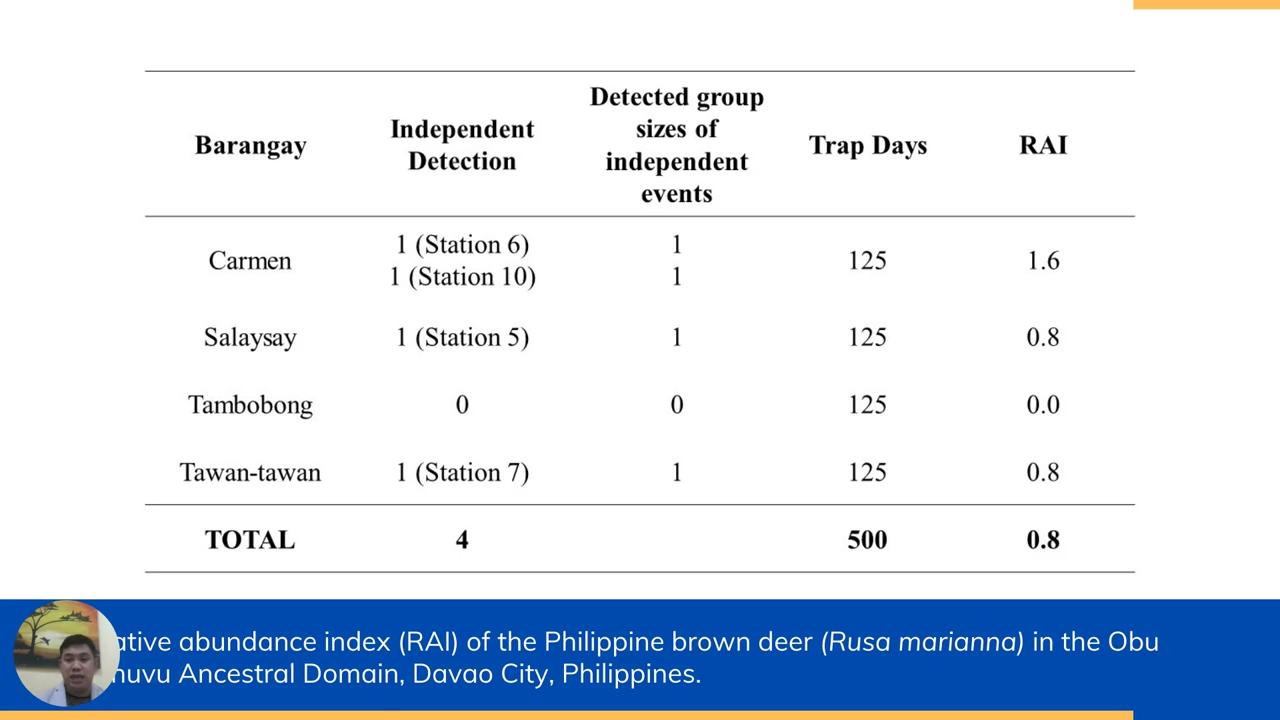 Barangay
Independent
Detection
Detected group
sizes of
independent
events
Trap Days
RAI
Carmen
1 (Station 6)
1 (Station 10)
1
1
125
1.6
Salaysay
1 (Station 5)
1
125
0.8
Tambobong
0
0
125
0.0
Tawan-tawan
1 (Station 7)
1
125
0.8
TOTAL
4
500
0.8
abundance index (RAI) of the Philippine brown deer (Rusa marianna) in the Obu
Ancestral Domain, Davao City, Philippines.